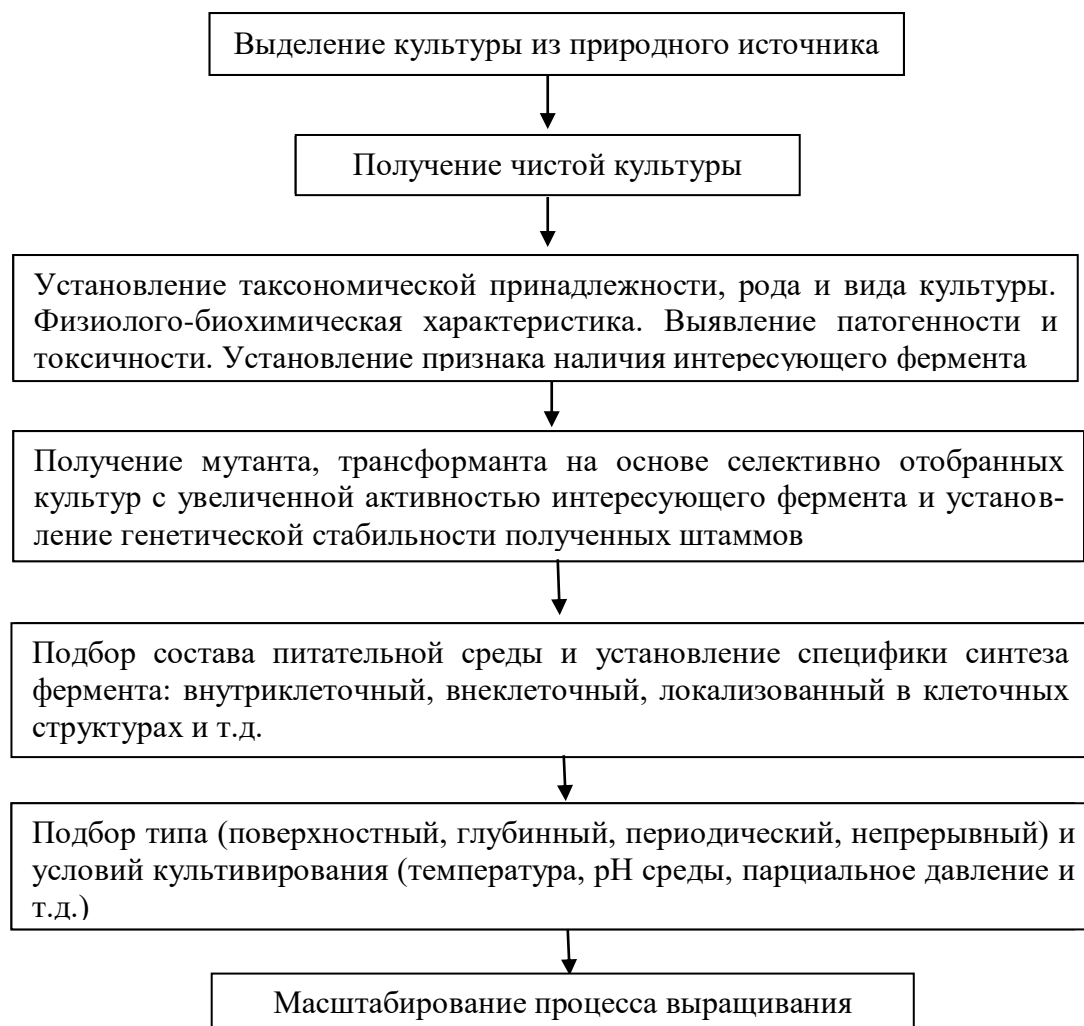 Выделение культуры из природного источника
Получение чистой культуры
Установление таксономической принадлежности, рода и вида культуры.
Физиолого-биохимическая характеристика. Выявление патогенности и
токсичности. Установление признака наличия интересующего фермента
Получение мутанта, трансформанта на основе селективно отобранных
культур с увеличенной активностью интересующего фермента и установ-
ление генетической стабильности полученных штаммов
Подбор состава питательной среды и установление специфики синтеза
фермента: внутриклеточный, внеклеточный, локализованный в клеточных
структурах и т.д.
Подбор типа (поверхностный, глубинный, периодический, непрерывный) и
условий культивирования (температура, pH среды, парциальное давление и
т.д.)
Масштабирование процесса выращивания